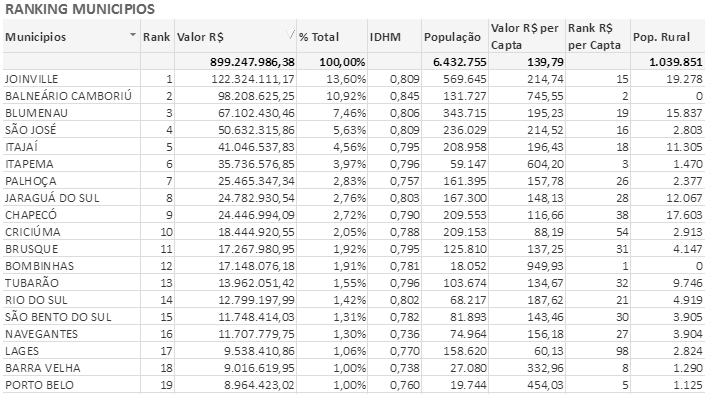 RANKING MUNICIPIOS
Municipios Rank Valor R$ % Total IDHM População Valor R$ per Capta Rank R$ per Capta Pop. Rural
899.247.986,38 100,00% 6.432.755 139,79 1.039.851
JOINVILLE 1 122.324.111,17 13,60% 0,809 569.645 214,74 15 19.278
BALNEÁRIO CAMBORIÚ 2 98.208.625,25 10,92% 0,845 131.727 745,55 2 0
BLUMENAU 3 67.102.430,46 7,46% 0,806 343.715 195,23 19 15.837
SÃO JOSÉ 4 50.632.315,86 5,63% 0,809 236.029 214,52 16 2.803
ITAJAÍ 5 41.046.537,83 4,56% 0,795 208.958 196,43 18 11.305
ITAPEMA 6 35.736.576,85 3,97% 0,796 59.147 604,20 3 1.470
PALHOÇA 7 25.465.347,34 2,83% 0,757 161.395 157,78 26 2.377
JARAGUÁ DO SUL 8 24.782.930,54 2,76% 0,803 167.300 148,13 28 12.067
CHAPECÓ 9 24.446.994,09 2,72% 0,790 209.553 116,66 38 17.603
CRICIÚMA 10 18.444.920,55 2,05% 0,788 209.153 88,19 54 2.913
BRUSQUE 11 17.267.980,95 1,92% 0,795 125.810 137,25 31 4.147
BOMBINHAS 12 17.148.076,18 1,91% 0,781 18.052 949,93 1 0
TUBARÃO 13 13.962.051,42 1,55% 0,796 103.674 134,67 32 9.746
RIO DO SUL 14 12.799.197,99 1,42% 0,802 68.217 187,62 21 4.919
SÃO BENTO DO SUL 15 11.748.414,03 1,31% 0,782 81.893 143,46 30 3.905
NAVEGANTES 16 11.707.779,75 1,30% 0,736 74.964 156,18 27 3.904
LAGES 17 9.538.410,86 1,06% 0,770 158.620 60,13 98 2.824
BARRA VELHA 18 9.016.619,95 1,00% 0,738 27.080 332,96 8 1.290
PORTO BELO 19 8.964.423,02 1,00% 0,760 19.744 454,03 5 1.125